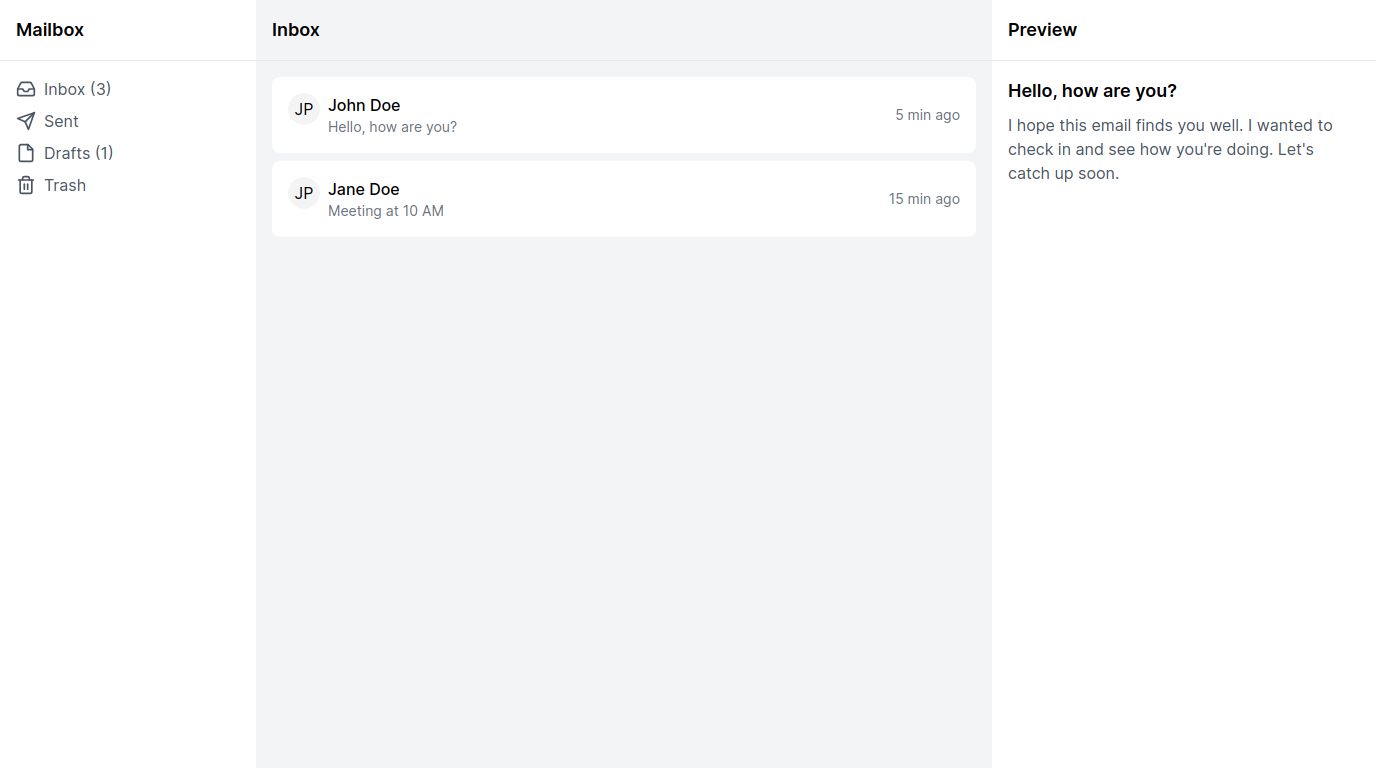 Mailbox
Inbox (3)
Sent
Drafts (1)
Trash
Inbox
JP
John Doe
Hello, how are you?
5 min ago
JP
Jane Doe
Meeting at 10 AM
15 min ago
Preview
Hello, how are you?
I hope this email finds you well. I wanted to
check in and see how you're doing. Let's
catch up soon.